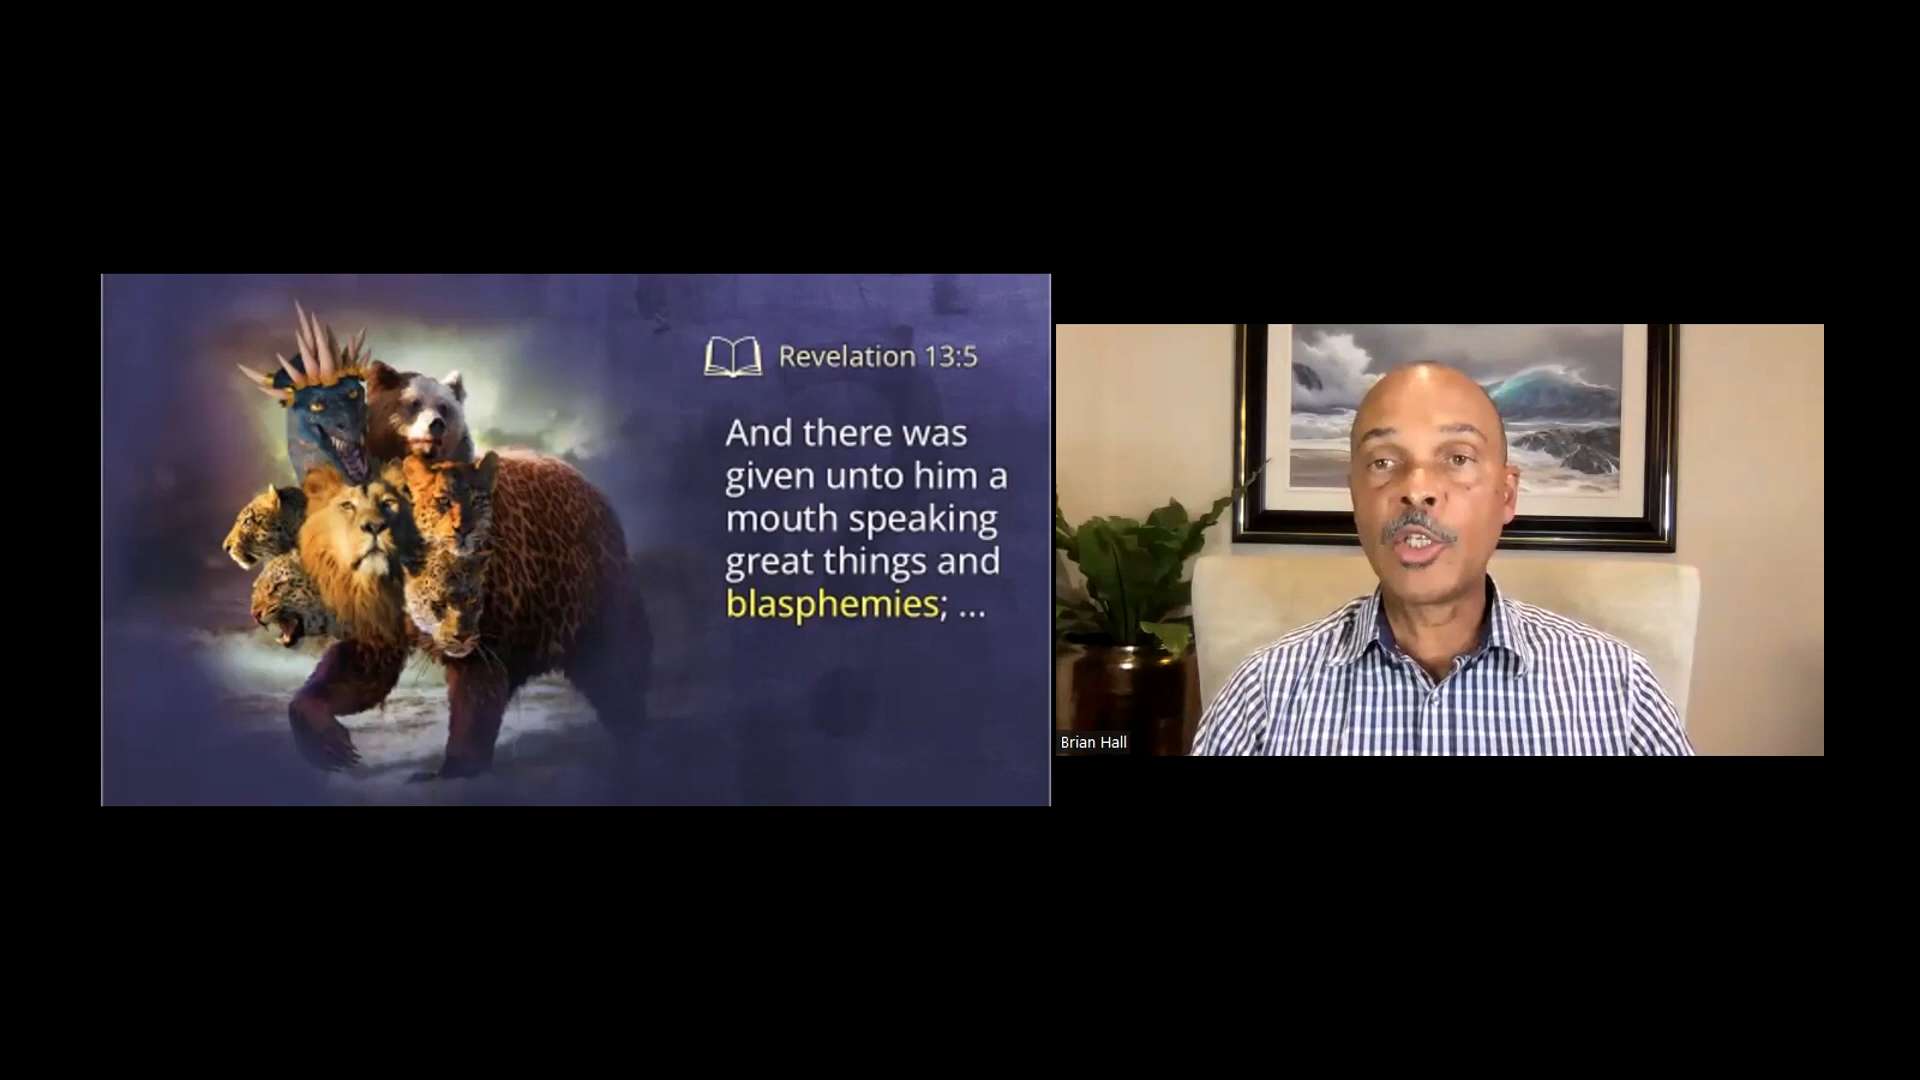 Revelation 13:5
And there was
given unto him a
mouth speaking
great things and
blasphemies; ...
Brian Hall